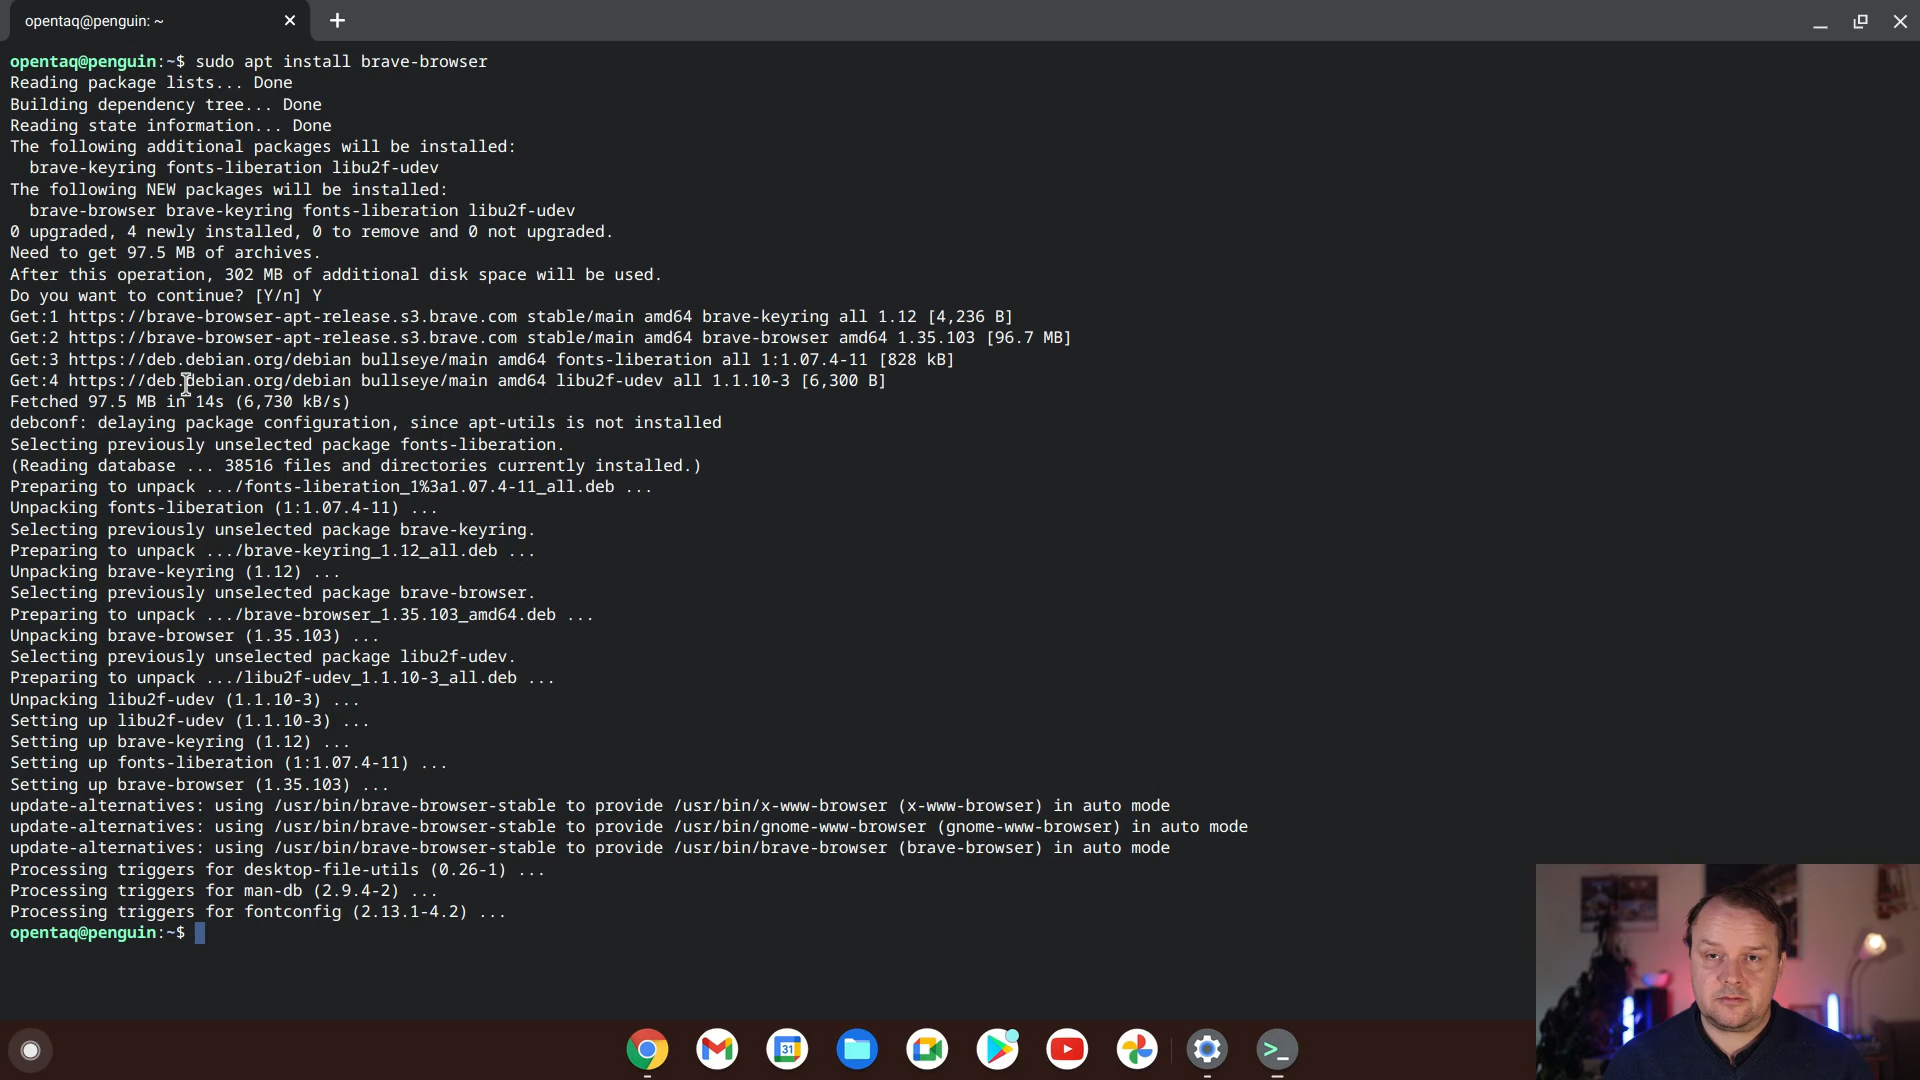 opentaq@penguin: ~
opentaq@penguin:~$ sudo apt install brave-browser
Reading package lists... Done
Building dependency tree... Done
Reading state information... Done
The following additional packages will be installed:
  brave-keyring fonts-liberation libu2f-udev
The following NEW packages will be installed:
  brave-browser brave-keyring fonts-liberation libu2f-udev
0 upgraded, 4 newly installed, 0 to remove and 0 not upgraded.
Need to get 97.5 MB of archives.
After this operation, 302 MB of additional disk space will be used.
Do you want to continue? [Y/n] Y
Get:1 https://brave-browser-apt-release.s3.brave.com stable/main amd64 brave-keyring all 1.12 [4,236 B]
Get:2 https://brave-browser-apt-release.s3.brave.com stable/main amd64 brave-browser amd64 1.35.103 [96.7 MB]
Get:3 https://deb.debian.org/debian bullseye/main amd64 fonts-liberation all 1:1.07.4-11 [828 kB]
Get:4 https://deb.debian.org/debian bullseye/main amd64 libu2f-udev all 1.1.10-3 [6,300 B]
Fetched 97.5 MB in 14s (6,730 kB/s)
debconf: delaying package configuration, since apt-utils is not installed
Selecting previously unselected package fonts-liberation.
(Reading database ... 38516 files and directories currently installed.)
Preparing to unpack .../fonts-liberation_1%3a1.07.4-11_all.deb ...
Unpacking fonts-liberation (1:1.07.4-11) ...
Selecting previously unselected package brave-keyring.
Preparing to unpack .../brave-keyring_1.12_all.deb ...
Unpacking brave-keyring (1.12) ...
Selecting previously unselected package brave-browser.
Preparing to unpack .../brave-browser_1.35.103_amd64.deb ...
Unpacking brave-browser (1.35.103) ...
Selecting previously unselected package libu2f-udev.
Preparing to unpack .../libu2f-udev_1.1.10-3_all.deb ...
Unpacking libu2f-udev (1.1.10-3) ...
Setting up libu2f-udev (1.1.10-3) ...
Setting up brave-keyring (1.12) ...
Setting up fonts-liberation (1:1.07.4-11) ...
Setting up brave-browser (1.35.103) ...
update-alternatives: using /usr/bin/brave-browser-stable to provide /usr/bin/x-www-browser (x-www-browser) in auto mode
update-alternatives: using /usr/bin/brave-browser-stable to provide /usr/bin/gnome-www-browser (gnome-www-browser) in auto mode
update-alternatives: using /usr/bin/brave-browser-stable to provide /usr/bin/brave-browser (brave-browser) in auto mode
Processing triggers for desktop-file-utils (0.26-1) ...
Processing triggers for man-db (2.9.4-2) ...
Processing triggers for fontconfig (2.13.1-4.2) ...
opentaq@penguin:~$
31
>_